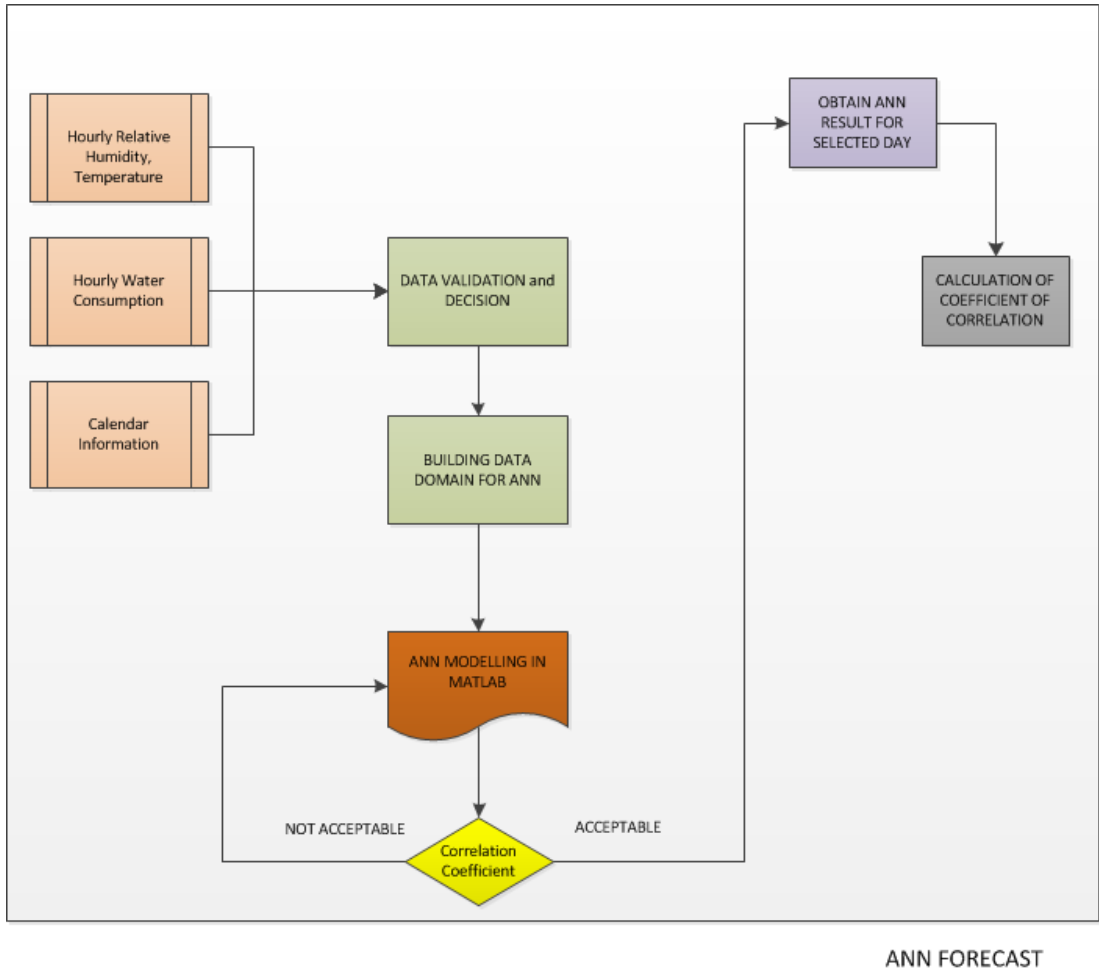 Hourly Relative
Humidity,
Temperature
Hourly Water
Consumption
Calendar
Information
DATA VALIDATION and
DECISION
BUILDING DATA
DOMAIN FOR ANN
ANN MODELLING IN
MATLAB
NOT ACCEPTABLE
Correlation
Coefficient
ACCEPTABLE
OBTAIN ANN
RESULT FOR
SELECTED DAY
CALCULATION OF
COEFFICIENT OF
CORRELATION
ANN FORECAST